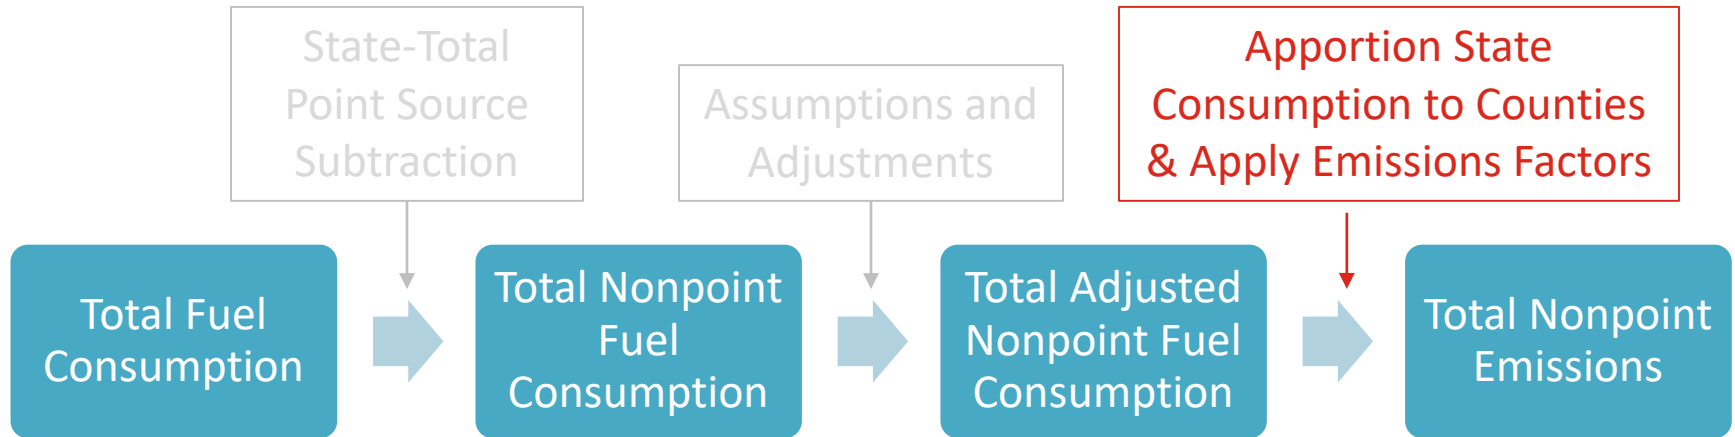 State-Total
Point Source
Subtraction
Assumptions and
Adjustments
Apportion State
Consumption to Counties
& Apply Emissions Factors
Total Fuel
Consumption
Total Nonpoint
Fuel
Consumption
Total Adjusted
Nonpoint Fuel
Consumption
Total Nonpoint
Emissions